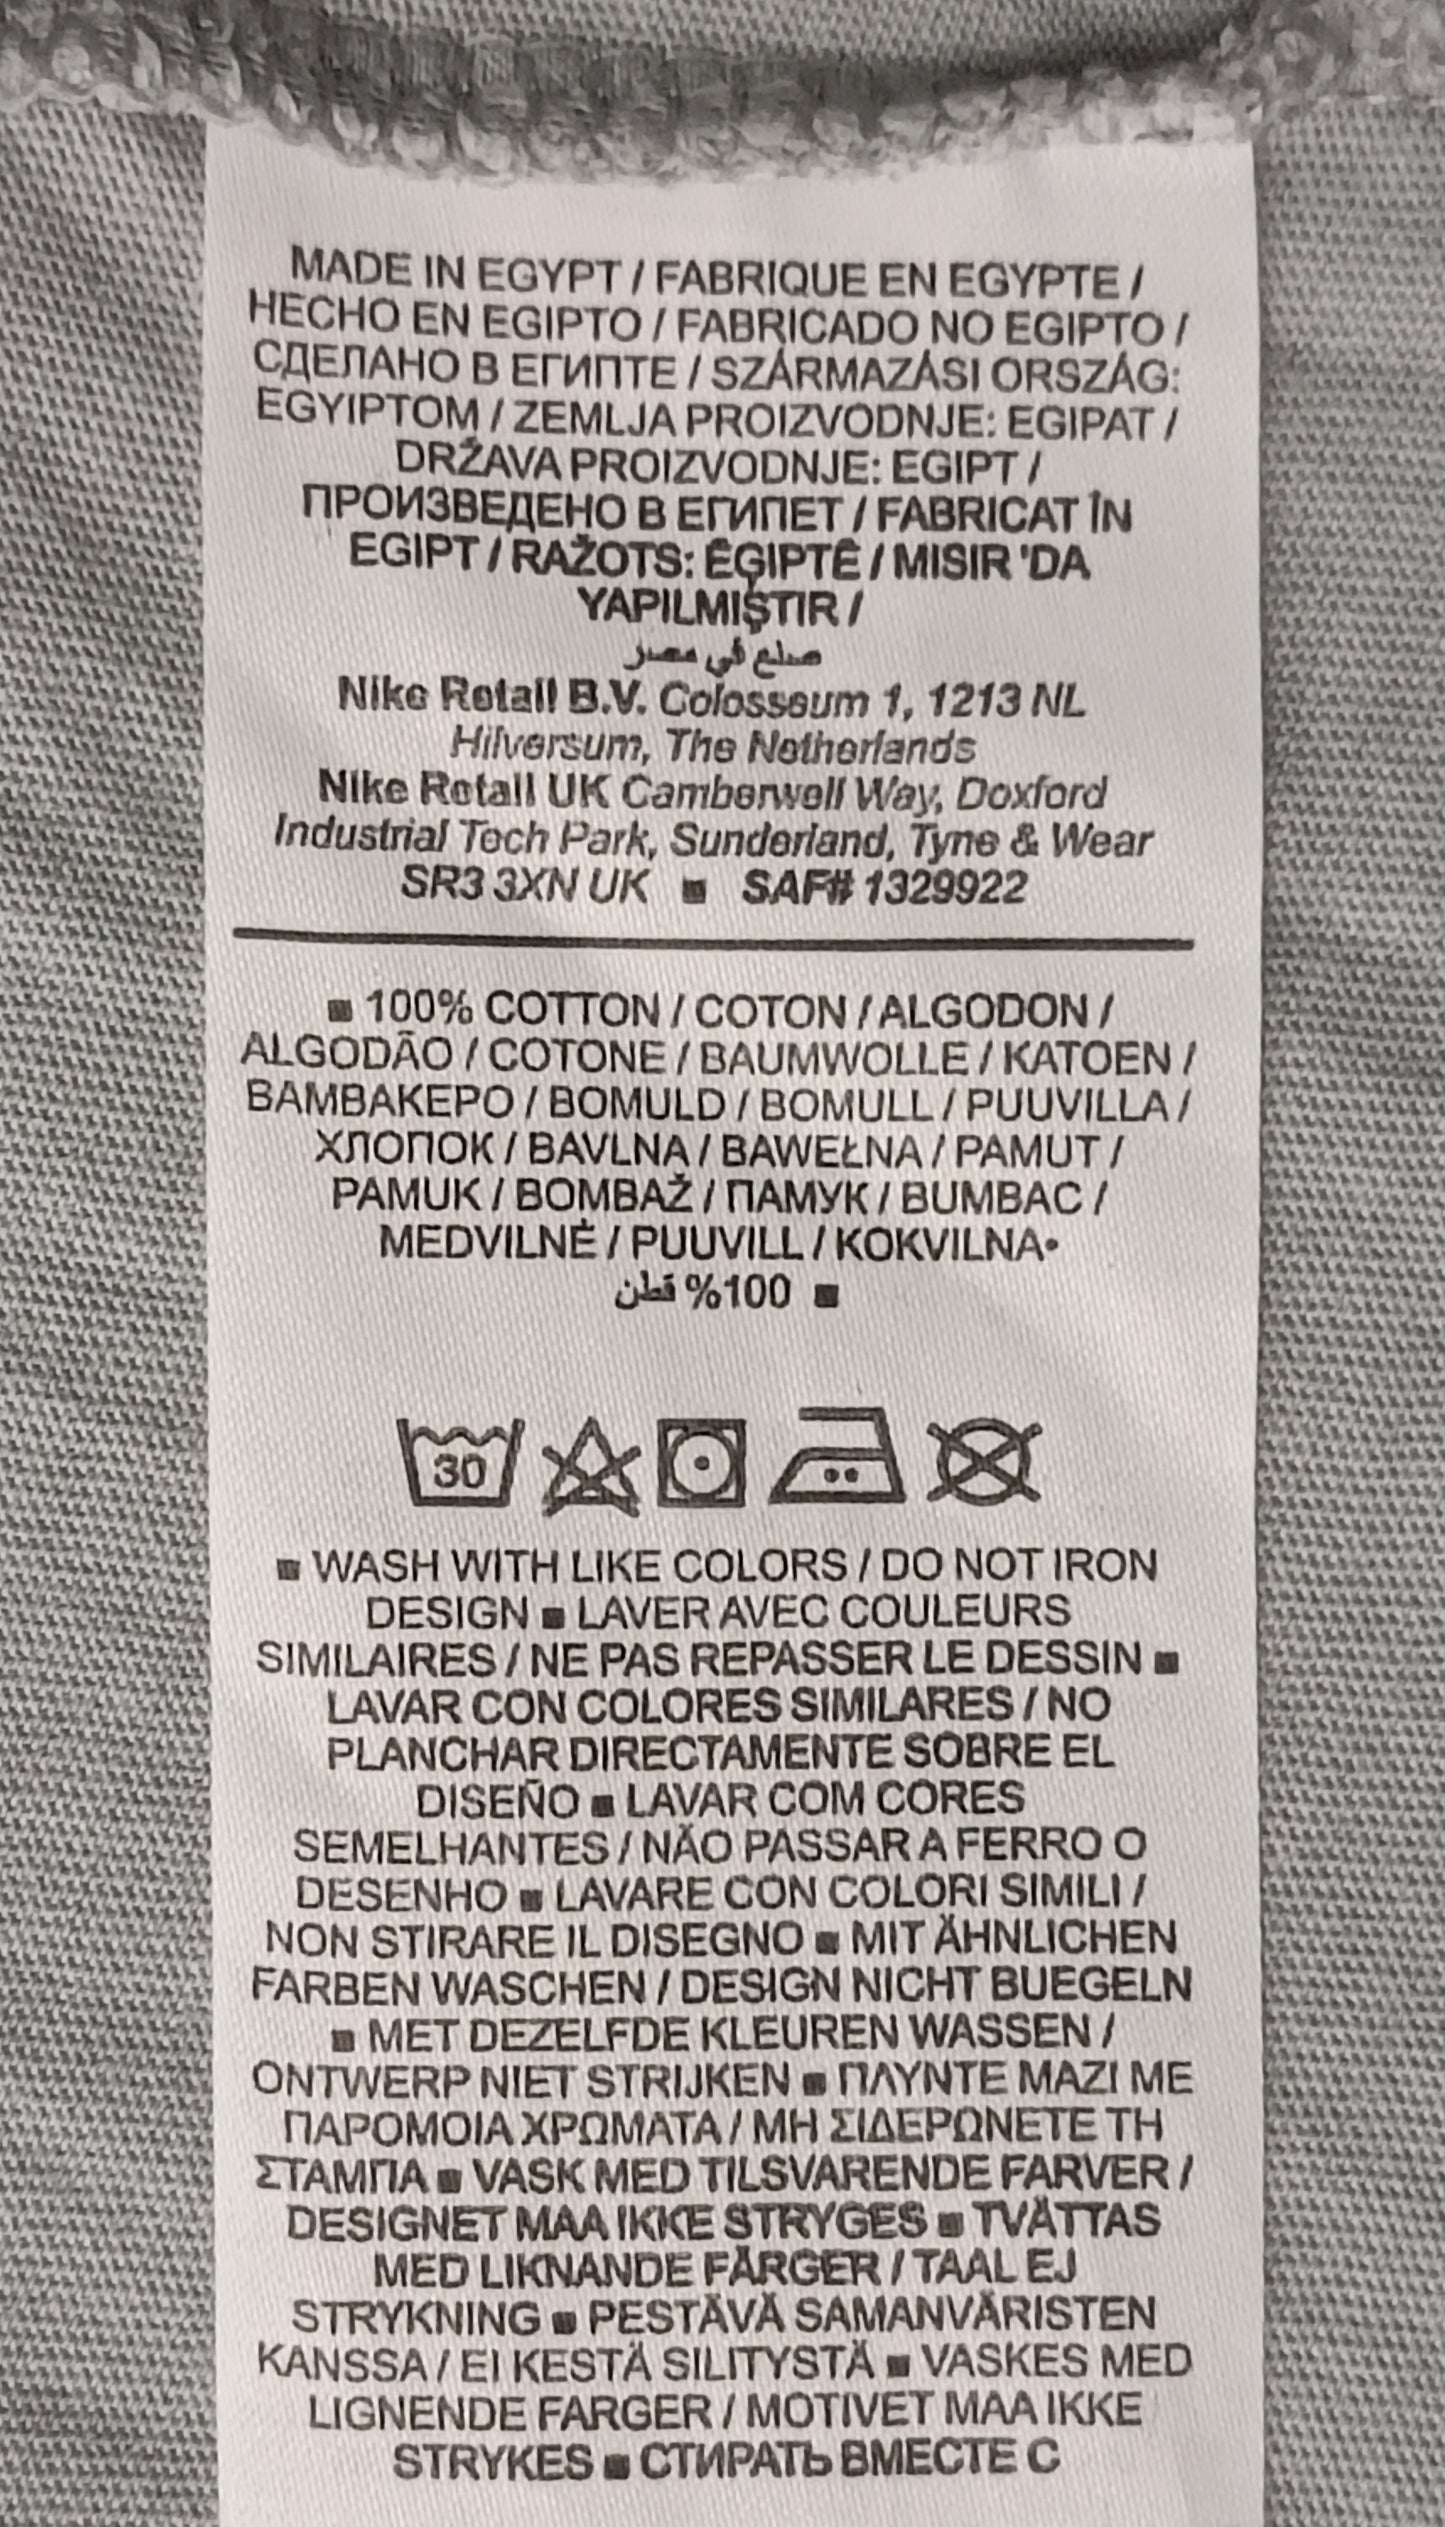 MADE IN EGYPT / FABRIQUE EN EGYPTE /
HECHO EN EGIPTO / FABRICADO NO EGIPTO /
СДЕЛАНО В ЕГИПТЕ / SZÁRMAZÁSI ORSZÁG:
EGYIPTOM / ZEMLJA PROIZVODNJE: EGIPAT /
DRŽAVA PROIZVODNJE: EGIPT /
ПРОИЗВЕДЕНО В ЕГИПЕТ / FABRICAT ÎN
EGIPT / RAŽOTS: ĒĢIPTĒ / MISIR 'DA
YAPILMIŞTIR /
صنع في مصر
Nike Retail B.V. Colosseum 1, 1213 NL
Hilversum, The Netherlands
Nike Retail UK Camberwell Way, Doxford
Industrial Tech Park, Sunderland, Tyne & Wear
SR3 3XN UK ■ SAF# 1329922
■ 100% COTTON / COTON / ALGODON /
ALGODÃO / COTONE / BAUMWOLLE / KATOEN /
ΒΑΜΒΑΚΕΡΟ / BOMULD / BOMULL / PUUVILLA /
ХЛОПОК / BAVLNA / BAWEŁNA / PAMUT /
PAMUK / BOMBAŽ / ПАМУК / BUMBAC /
MEDVILNĖ / PUUVILL / KOKVILNA•
■ 100% قطن
30
■ WASH WITH LIKE COLORS / DO NOT IRON
DESIGN ■ LAVER AVEC COULEURS
SIMILAIRES / NE PAS REPASSER LE DESSIN ■
LAVAR CON COLORES SIMILARES / NO
PLANCHAR DIRECTAMENTE SOBRE EL
DISEÑO ■ LAVAR COM CORES
SEMELHANTES / NÃO PASSAR A FERRO O
DESENHO ■ LAVARE CON COLORI SIMILI /
NON STIRARE IL DISEGNO ■ MIT ÄHNLICHEN
FARBEN WASCHEN / DESIGN NICHT BUEGELN
■ MET DEZELFDE KLEUREN WASSEN /
ONTWERP NIET STRIJKEN ■ ΠΛΥΝΤΕ ΜΑΖΙ ΜΕ
ΠΑΡΟΜΟΙΑ ΧΡΩΜΑΤΑ / ΜΗ ΣΙΔΕΡΩΝΕΤΕ ΤΗ
ΣΤΑΜΠΑ ■ VASK MED TILSVARENDE FARVER /
DESIGNET MAA IKKE STRYGES ■ TVÄTTAS
MED LIKNANDE FÄRGER / TAAL EJ
STRYKNING ■ PESTÄVÄ SAMANVÄRISTEN
KANSSA / EI KESTÄ SILITYSTÄ ■ VASKES MED
LIGNENDE FARGER / MOTIVET MAA IKKE
STRYKES ■ СТИРАТЬ ВМЕСТЕ С